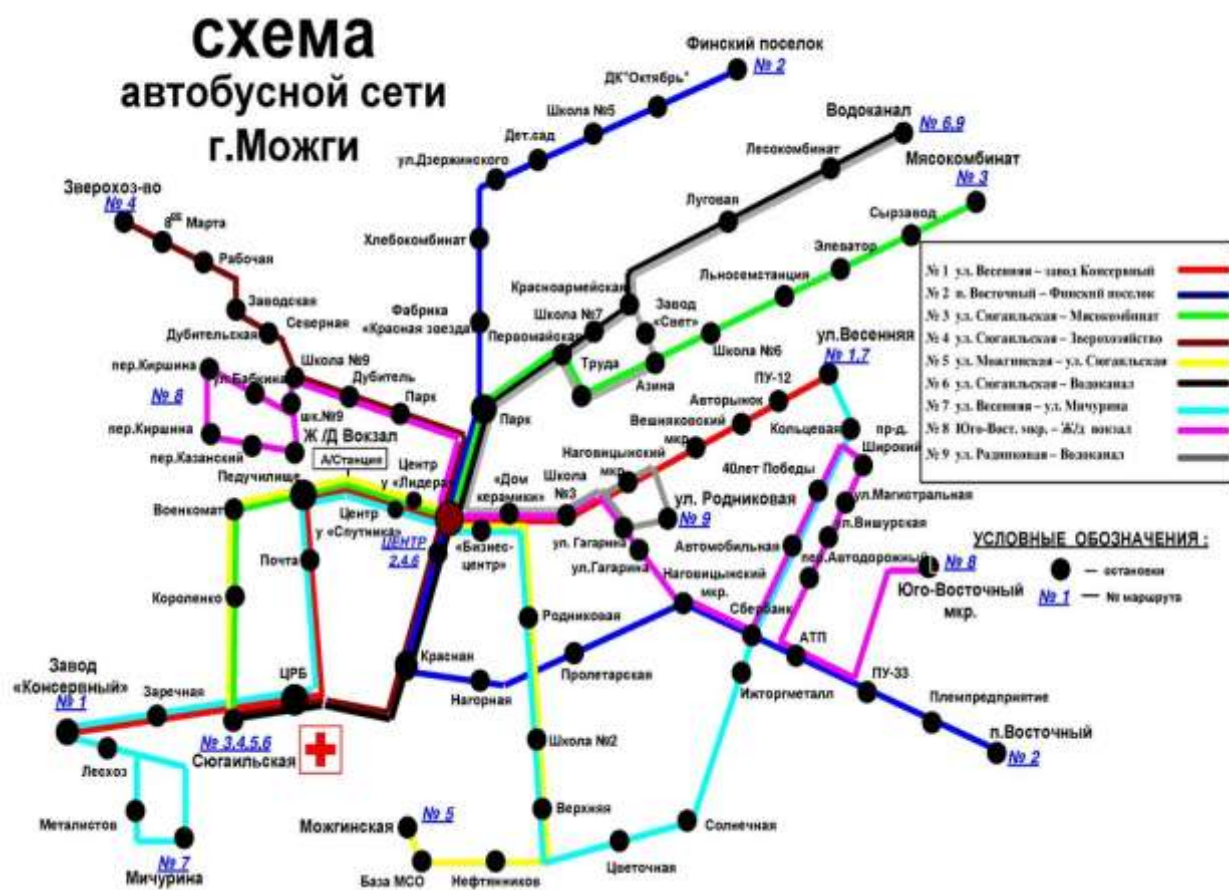 схема
автобусной сети
г.Можги
Финский поселок
№ 2
ДК"Октябрь"
Школа №5
Дет.сад
ул.Дзержинского
Хлебокомбинат
Фабрика
«Красная звезда»
Водоканал
№ 6,9
Лесокомбинат
Луговая
Красноармейская
Школа №7
Первомайская
Мясокомбинат
№ 3
Сырзавод
Элеватор
Льносемстанция
Завод
«Свет»
Школа №6
Труда
Азина
Парк
Зверохоз-во
№ 4
8ое Марта
Рабочая
Заводская
Северная
Дубительская
Школа №9
Дубитель
Парк
пер.Киршина
ул.Бабкина
№ 8
шк.№9
пер.Киршина
пер.Казанский
Ж /Д Вокзал
А/Станция
Педучилище
Центр
у «Лидера»
Военкомат
Центр
у «Спутника»
Почта
Короленко
ЦЕНТР
2,4,6
«Бизнес-
центр»
«Дом
керамики»
Школа
№3
Наговицынский
мкр.
Вешняковский
мкр.
Авторынок
ПУ-12
ул.Весенняя
№ 1,7
Кольцевая
пр-д.
Широкий
40лет Победы
ул.Магистральная
п.Вишурская
пер.Автодорожный
Автомобильная
ул. Родниковая
№ 9
ул. Гагарина
ул.Гагарина
Наговицынский
мкр.
Сбербанк
АТП
ПУ-33
Племпредприятие
п.Восточный
№ 2
№ 8
Юго-Восточный
мкр.
Ижторгметалл
Солнечная
Цветочная
Родниковая
Школа №2
Верхняя
Пролетарская
Нагорная
Красная
ЦРБ
Завод
«Консервный»
№ 1
Заречная
№ 3,4,5,6
Сюгаильская
Лесхоз
Металистов
№ 7
Мичурина
Можгинская
№ 5
База МСО
Нефтянников
№ 1 ул. Весенняя – завод Консервный
№ 2 п. Восточный – Финский поселок
№ 3 ул. Сюгаильская – Мясокомбинат
№ 4 ул. Сюгаильская – Зверохозяйство
№ 5 ул. Можгинская – ул. Сюгаильская
№ 6 ул. Сюгаильская – Водоканал
№ 7 ул. Весенняя – ул. Мичурина
№ 8 Юго-Вост. мкр. – Ж/д вокзал
№ 9 ул. Родниковая – Водоканал
УСЛОВНЫЕ ОБОЗНАЧЕНИЯ :
— остановки
№ 1 — № маршрута